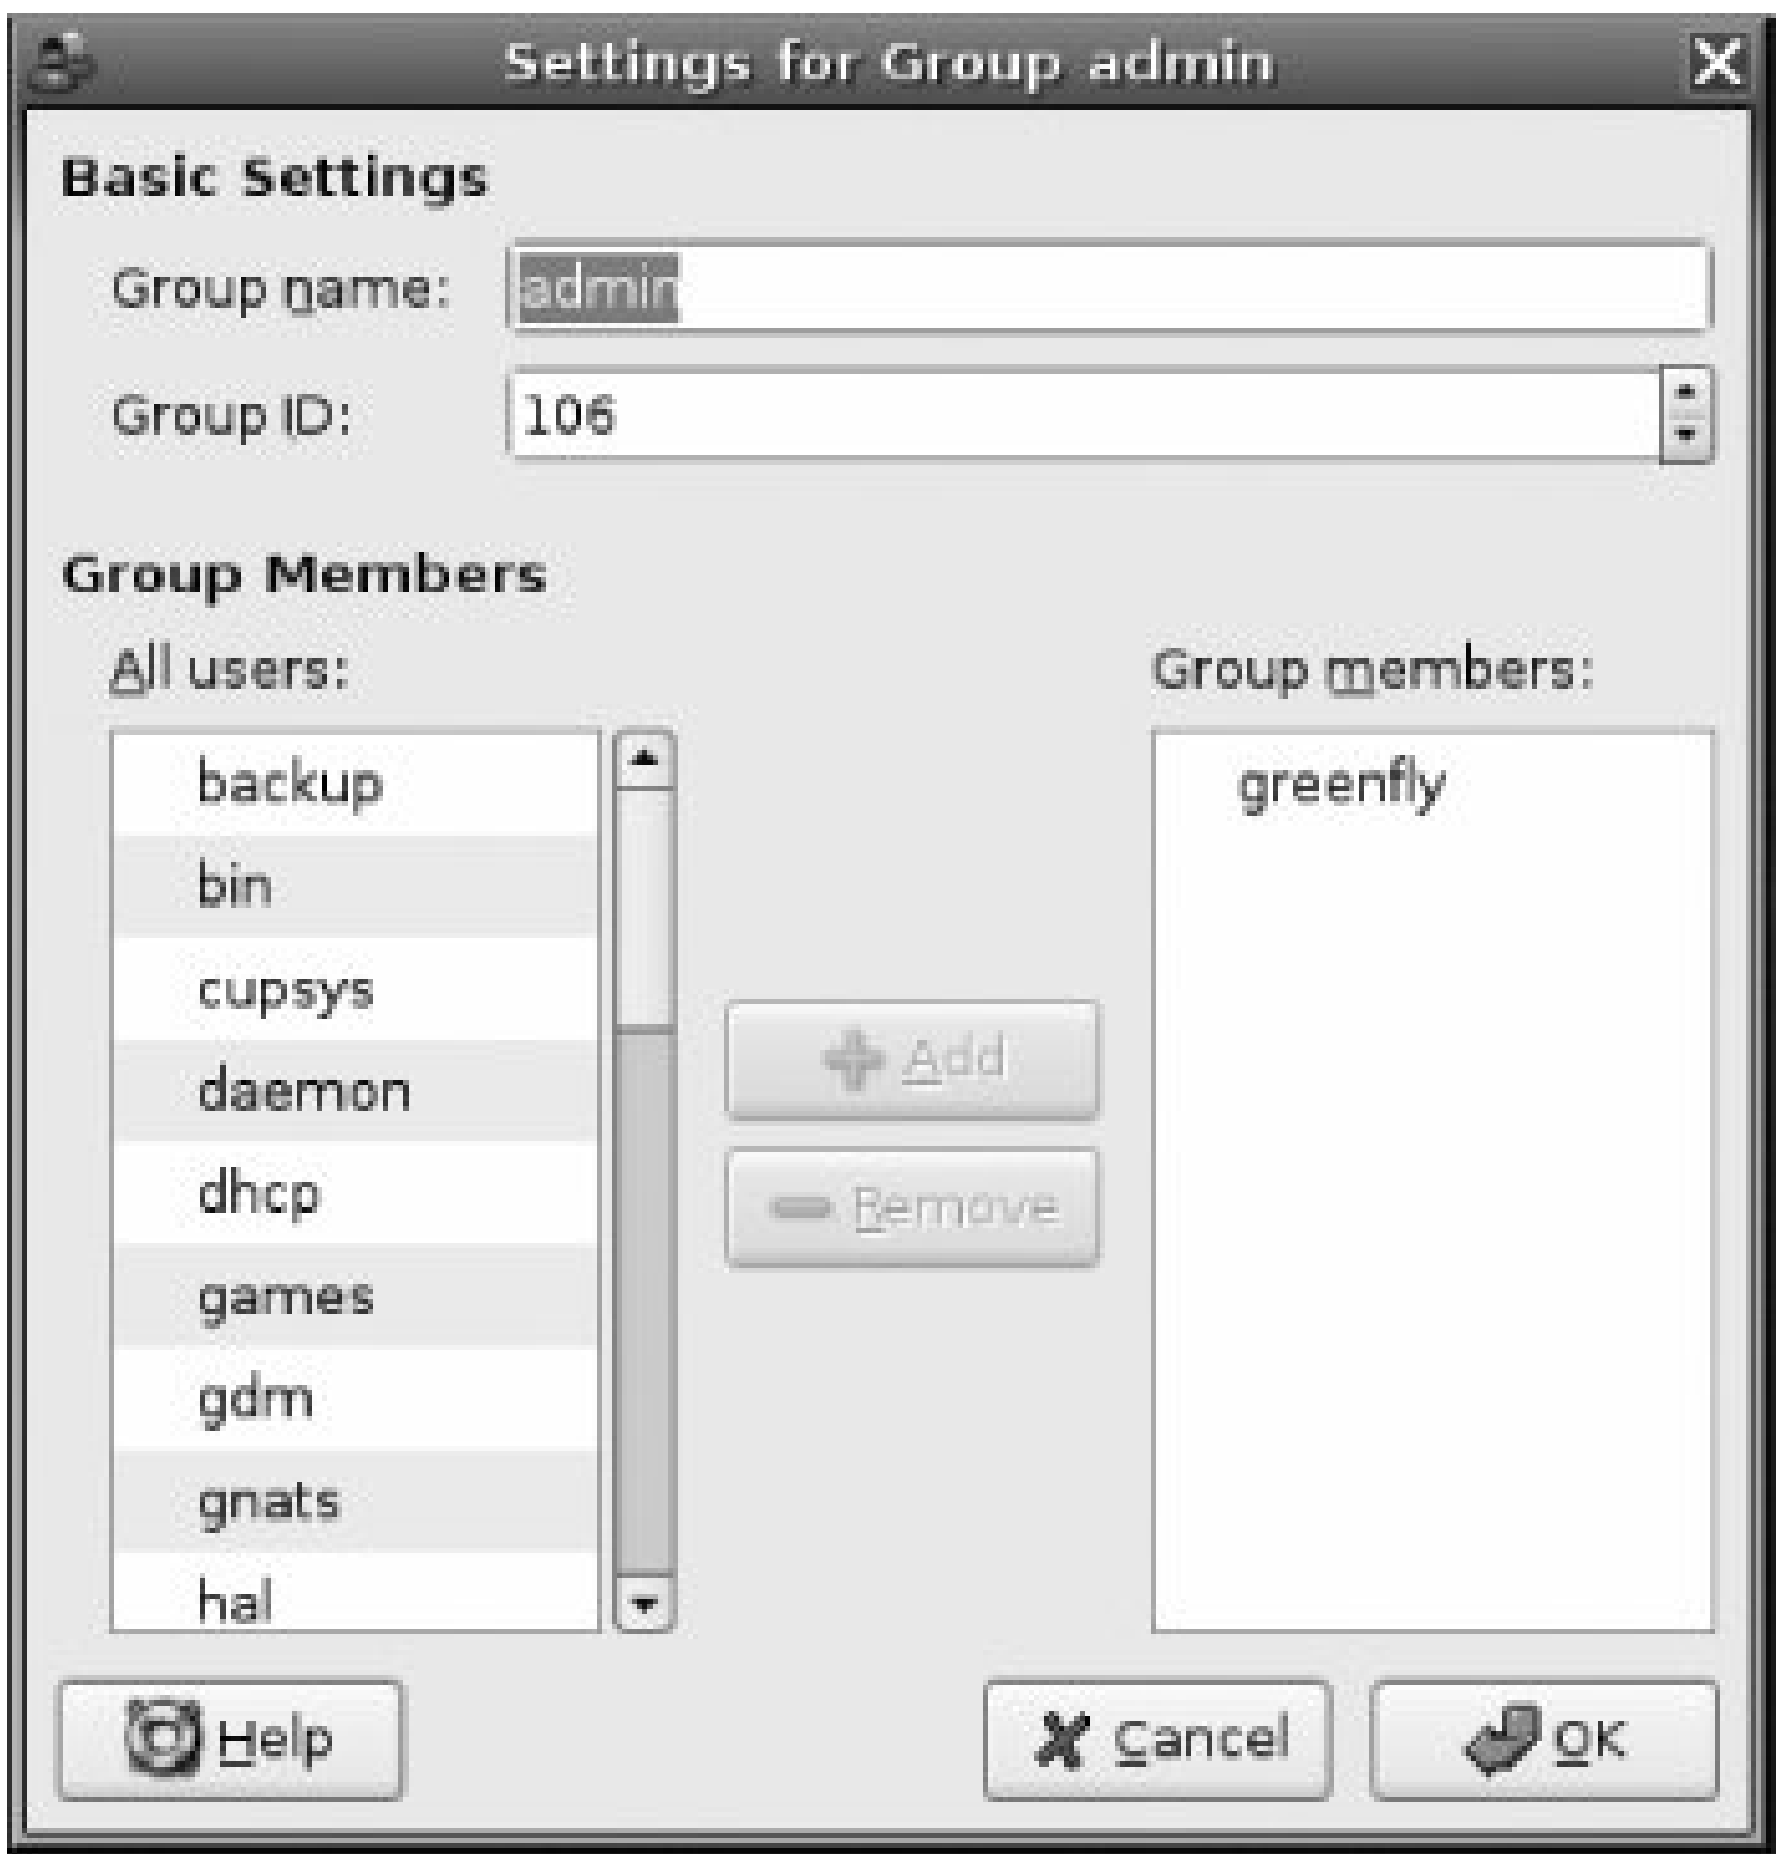 Settings for Group admin
Basic Settings
Group name: admin
Group ID: 106
Group Members
All users:
Group members:
backup
bin
cupsys
daemon
dhcp
games
gdm
gnats
hal
Add
Remove
greenfly
Help
Cancel
OK